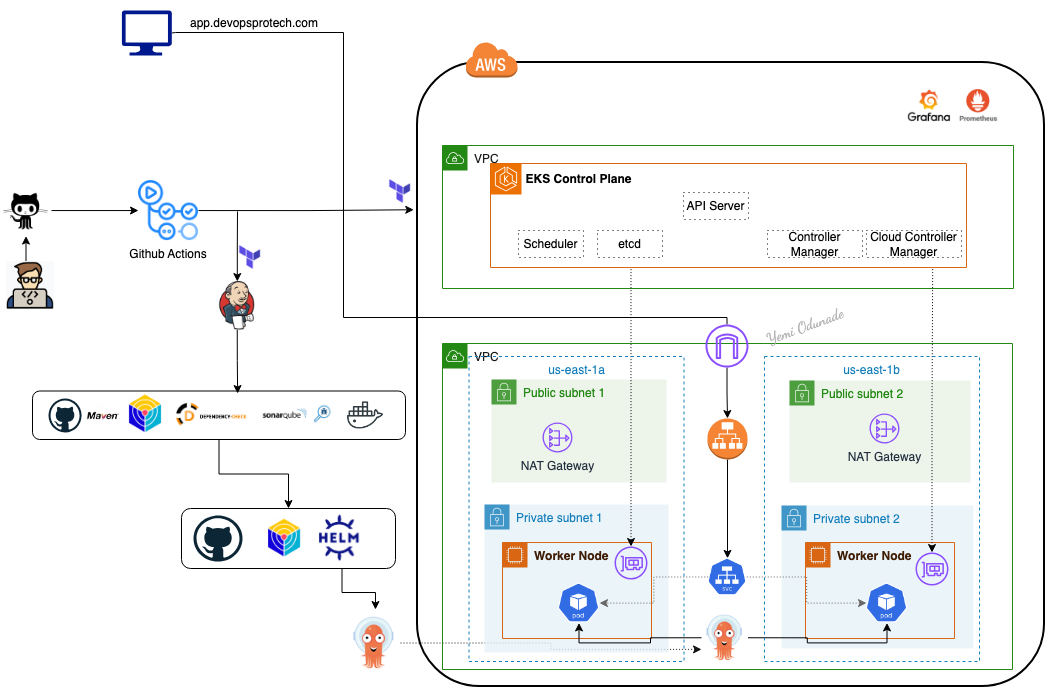 app.devopsprotech.com
AWS
Grafana
Prometheus
VPC
EKS Control Plane
API Server
Scheduler
etcd
Controller
Manager
Cloud Controller
Manager
Github Actions
Yemi Odunade
VPC
us-east-1a
us-east-1b
Public subnet 1
Public subnet 2
NAT Gateway
NAT Gateway
Maven
DEPENDENCY-CHECK
sonarqube
Private subnet 1
Private subnet 2
HELM
Worker Node
Worker Node
svc
pod
pod